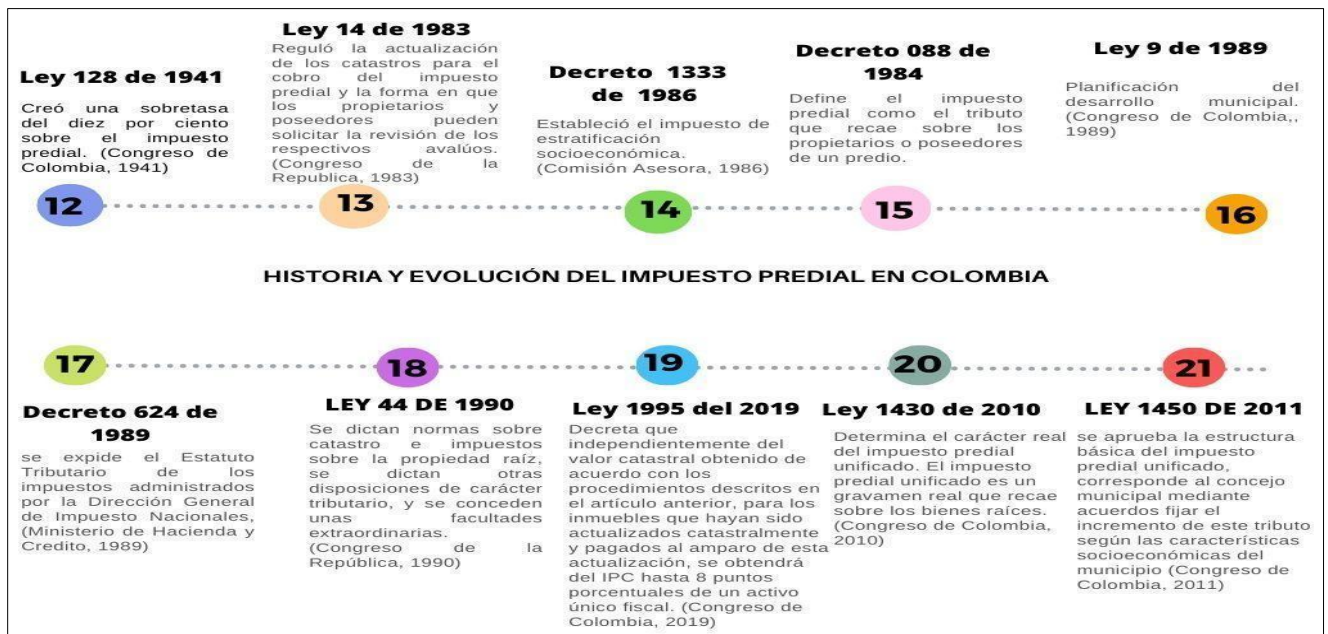 Ley 128 de 1941
Creó una sobretasa
del diez por ciento
sobre el impuesto
predial. (Congreso de
Colombia, 1941)
12
Ley 14 de 1983
Reguló la actualización
de los catastros para el
cobro del impuesto
predial y la forma en que
los propietarios y
poseedores pueden
solicitar la revisión de los
respectivos avalúos.
(Congreso de la
Republica, 1983)
13
Decreto 1333
de 1986
Estableció el impuesto de
estratificación
socioeconómica.
(Comisión Asesora, 1986)
14
Decreto 088 de
1984
Define el impuesto
predial como el tributo
que recae sobre los
propietarios o poseedores
de un predio.
15
Ley 9 de 1989
Planificación del
desarrollo municipal.
(Congreso de Colombia,,
1989)
16
HISTORIA Y EVOLUCIÓN DEL IMPUESTO PREDIAL EN COLOMBIA
17
Decreto 624 de
1989
se expide el Estatuto
Tributario de los
impuestos administrados
por la Dirección General
de Impuesto Nacionales,
(Ministerio de Hacienda y
Credito, 1989)
18
LEY 44 DE 1990
Se dictan normas sobre
catastro e impuestos
sobre la propiedad raíz,
se dictan otras
disposiciones de carácter
tributario, y se conceden
unas facultades
extraordinarias.
(Congreso de la
República, 1990)
19
Ley 1995 del 2019
Decreta que
independientemente del
valor catastral obtenido de
acuerdo con los
procedimientos descritos en
el artículo anterior, para los
inmuebles que hayan sido
actualizados catastralmente
y pagados al amparo de esta
actualización, se obtendrá
del IPC hasta 8 puntos
porcentuales de un activo
único fiscal. (Congreso de
Colombia, 2019)
20
Ley 1430 de 2010
Determina el carácter real
del impuesto predial
unificado. El impuesto
predial unificado es un
gravamen real que recae
sobre los bienes raíces.
(Congreso de Colombia,
2010)
21
LEY 1450 DE 2011
se aprueba la estructura
básica del impuesto
predial unificado,
corresponde al concejo
municipal mediante
acuerdos fijar el
incremento de este tributo
según las características
socioeconómicas del
municipio (Congreso de
Colombia, 2011)